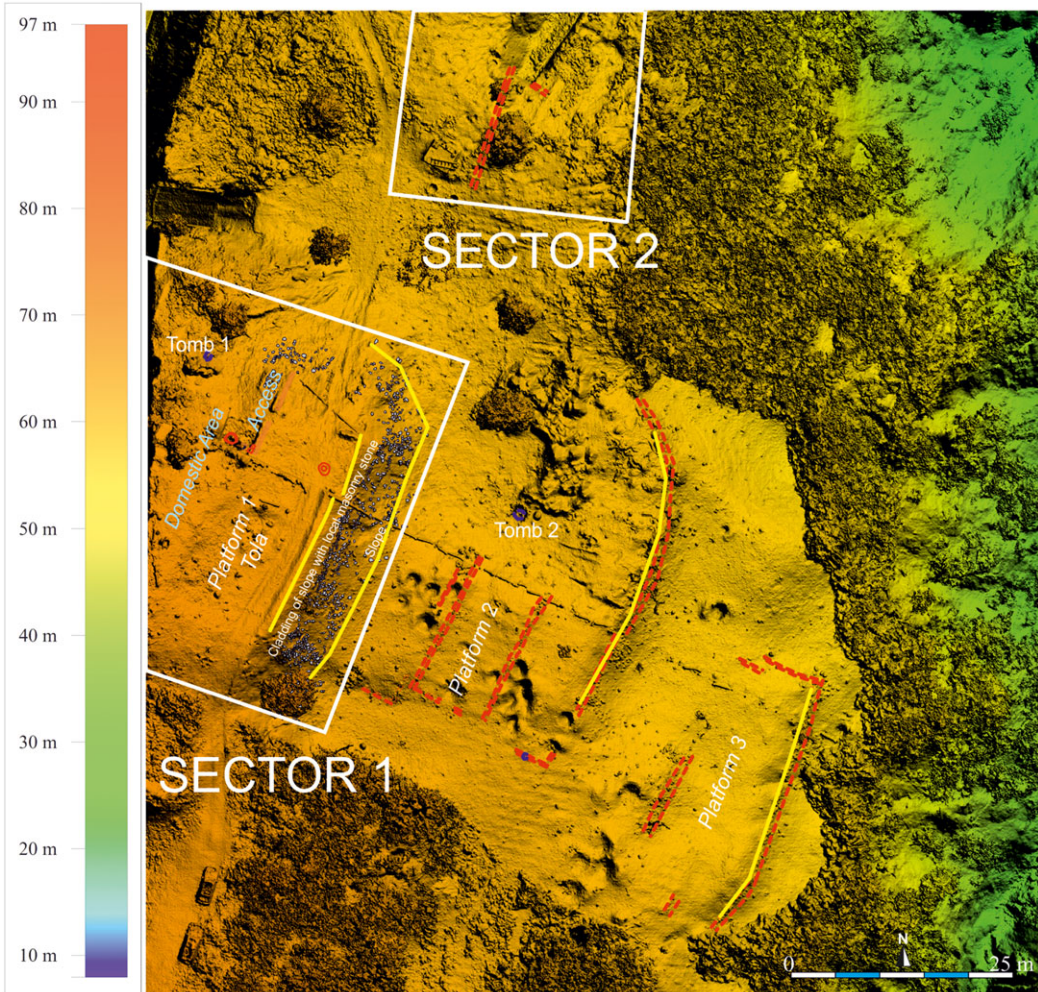 97 m
90 m
80 m
70 m
60 m
50 m
40 m
30 m
20 m
10 m
SECTOR 2
Tomb 1
Access
Domestic Area
Platform 1
Tola
Cladding of slope with local masonry stone
Slope
Tomb 2
Platform 2
Platform 3
SECTOR 1
N
0 25 m